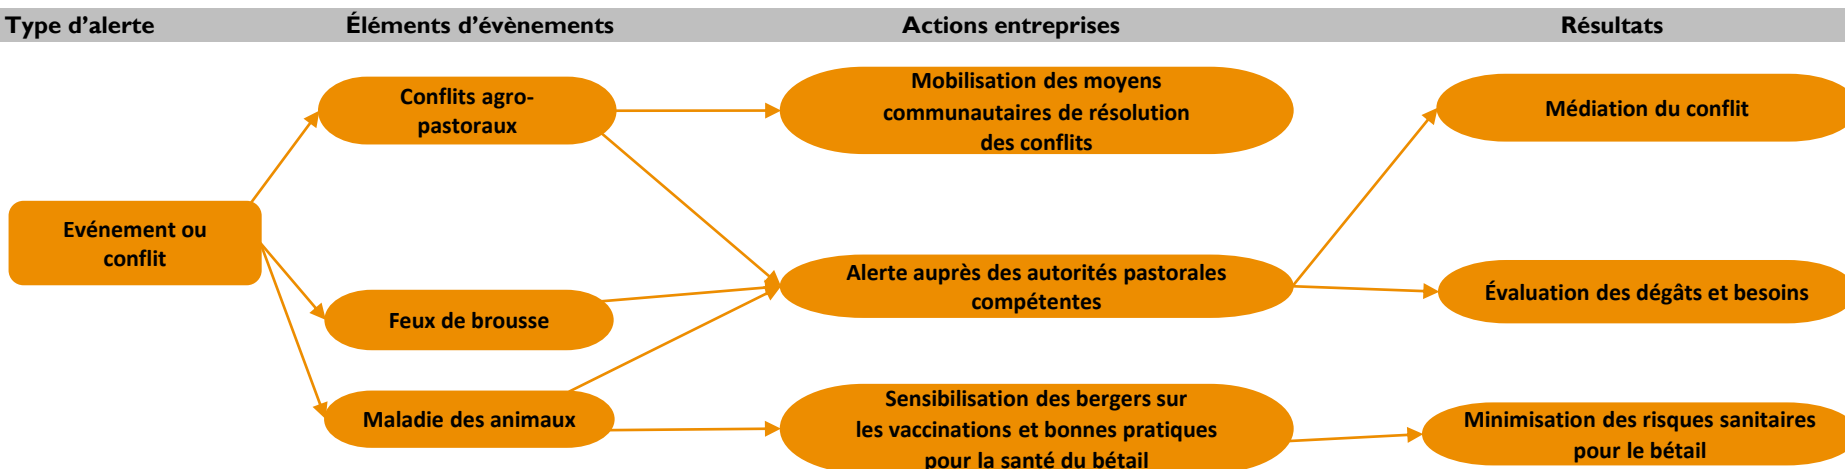 Type d’alerte Éléments d’évènements Actions entreprises Résultats
Conflits agro-
pastoraux
Mobilisation des moyens
communautaires de résolution
des conflits
Médiation du conflit
Evénement ou
conflit
Alerte auprès des autorités pastorales
compétentes
Évaluation des dégâts et besoins
Feux de brousse
Maladie des animaux
Sensibilisation des bergers sur
les vaccinations et bonnes pratiques
pour la santé du bétail
Minimisation des risques sanitaires
pour le bétail